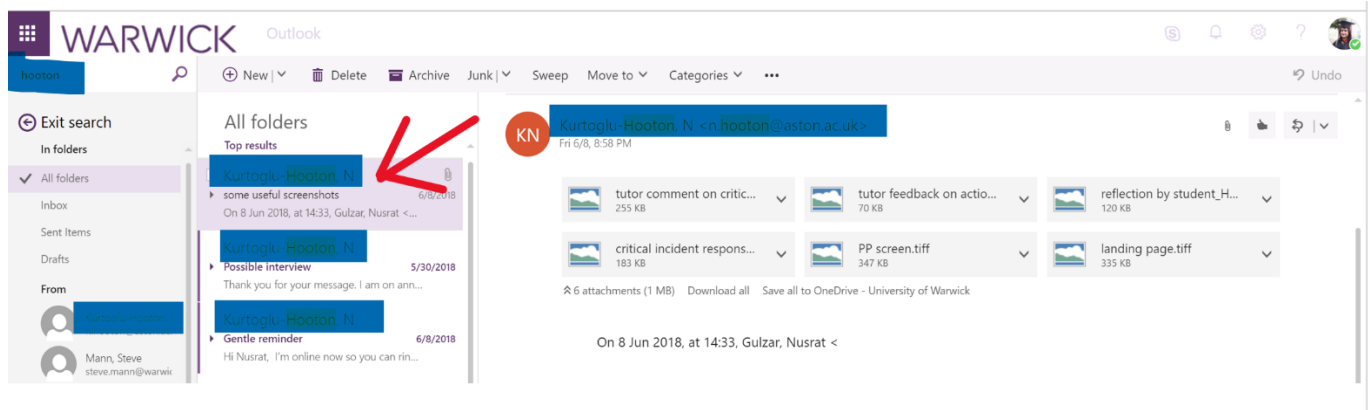 WARWICK Outlook
hooton
New Delete Archive Junk Sweep Move to Categories ••• Undo
Exit search
In folders
All folders
Inbox
Sent Items
Drafts
From
Mann, Steve
steve.mann@warwic
All folders
Top results
Kurtoglu-Hooton, N
some useful screenshots 6/8/2018
On 8 Jun 2018, at 14:33, Gulzar, Nusrat <...
Kurtoglu-Hooton, N
Possible interview 5/30/2018
Thank you for your message. I am on ann...
Kurtoglu-Hooton, N
Gentle reminder 6/8/2018
Hi Nusrat, I'm online now so you can rin...
KN
Kurtoglu-Hooton, N <n.hooton@aston.ac.uk>
Fri 6/8, 8:58 PM
tutor comment on critic...
255 KB
tutor feedback on actio...
70 KB
reflection by student_H...
120 KB
critical incident respons...
183 KB
PP screen.tiff
347 KB
landing page.tiff
335 KB
6 attachments (1 MB) Download all Save all to OneDrive - University of Warwick
On 8 Jun 2018, at 14:33, Gulzar, Nusrat <